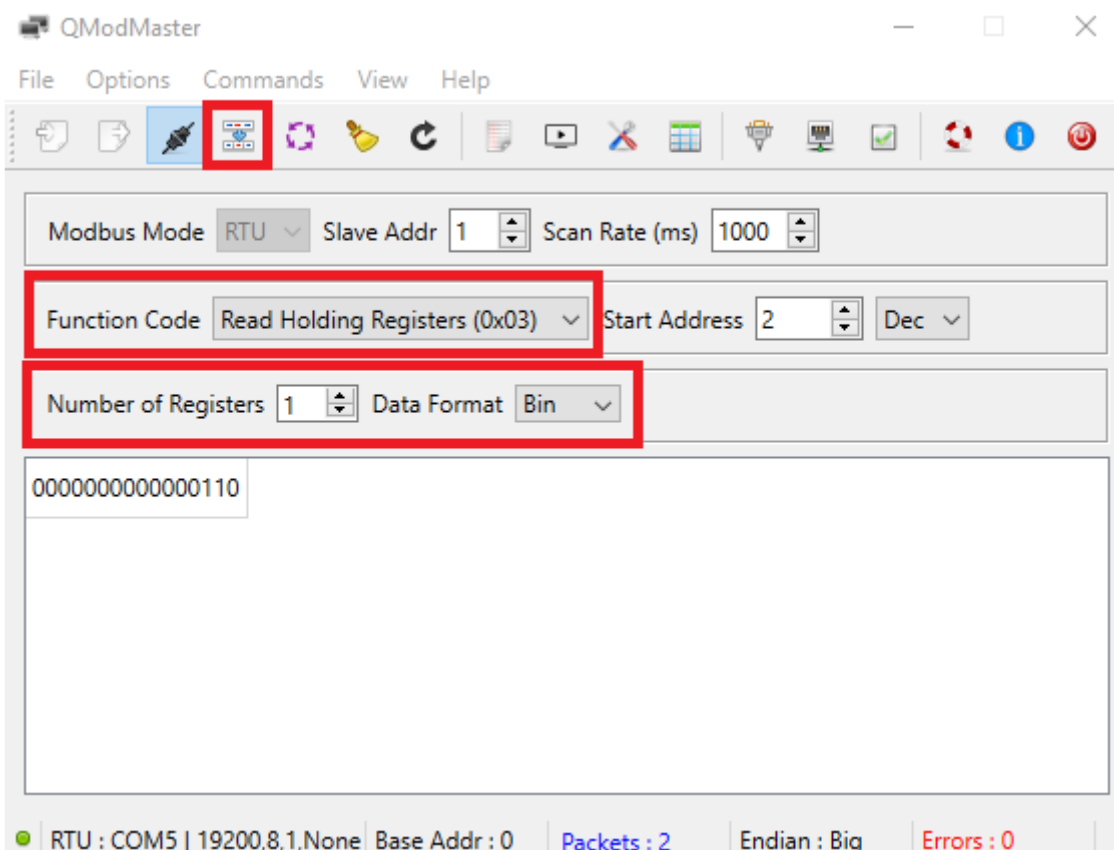 QModMaster
File Options Commands View Help
Modbus Mode RTU Slave Addr 1 Scan Rate (ms) 1000
Function Code Read Holding Registers (0x03) Start Address 2 Dec
Number of Registers 1 Data Format Bin
0000000000000110
RTU : COM5 | 19200,8,1,None Base Addr : 0 Packets : 2 Endian : Big Errors : 0